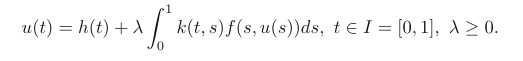 u(t) = h(t) + λ ∫₀¹ k(t, s)f(s, u(s))ds, t ∈ I = [0, 1], λ ≥ 0.